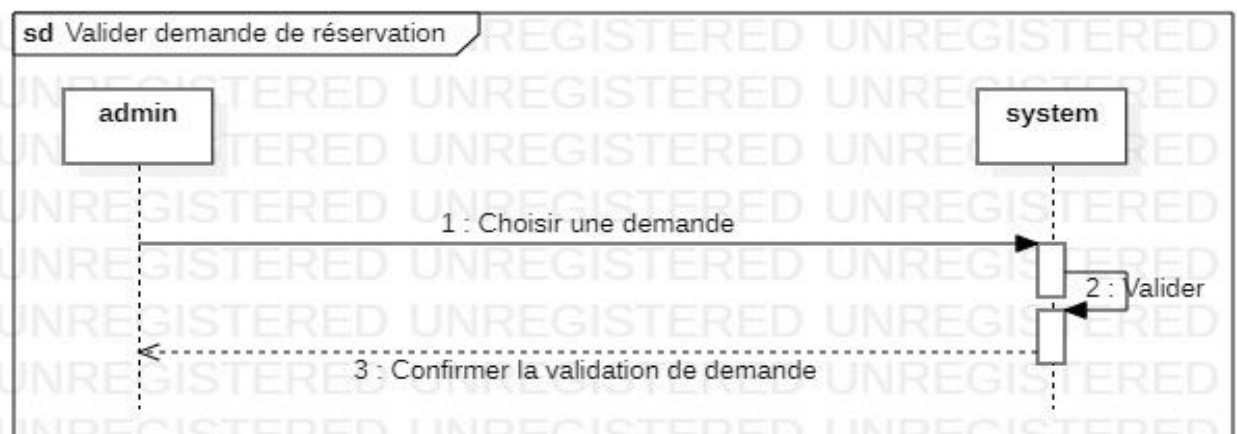 sd Valider demande de réservation
admin
system
1 : Choisir une demande
2 : Valider
3 : Confirmer la validation de demande
UNREGISTERED